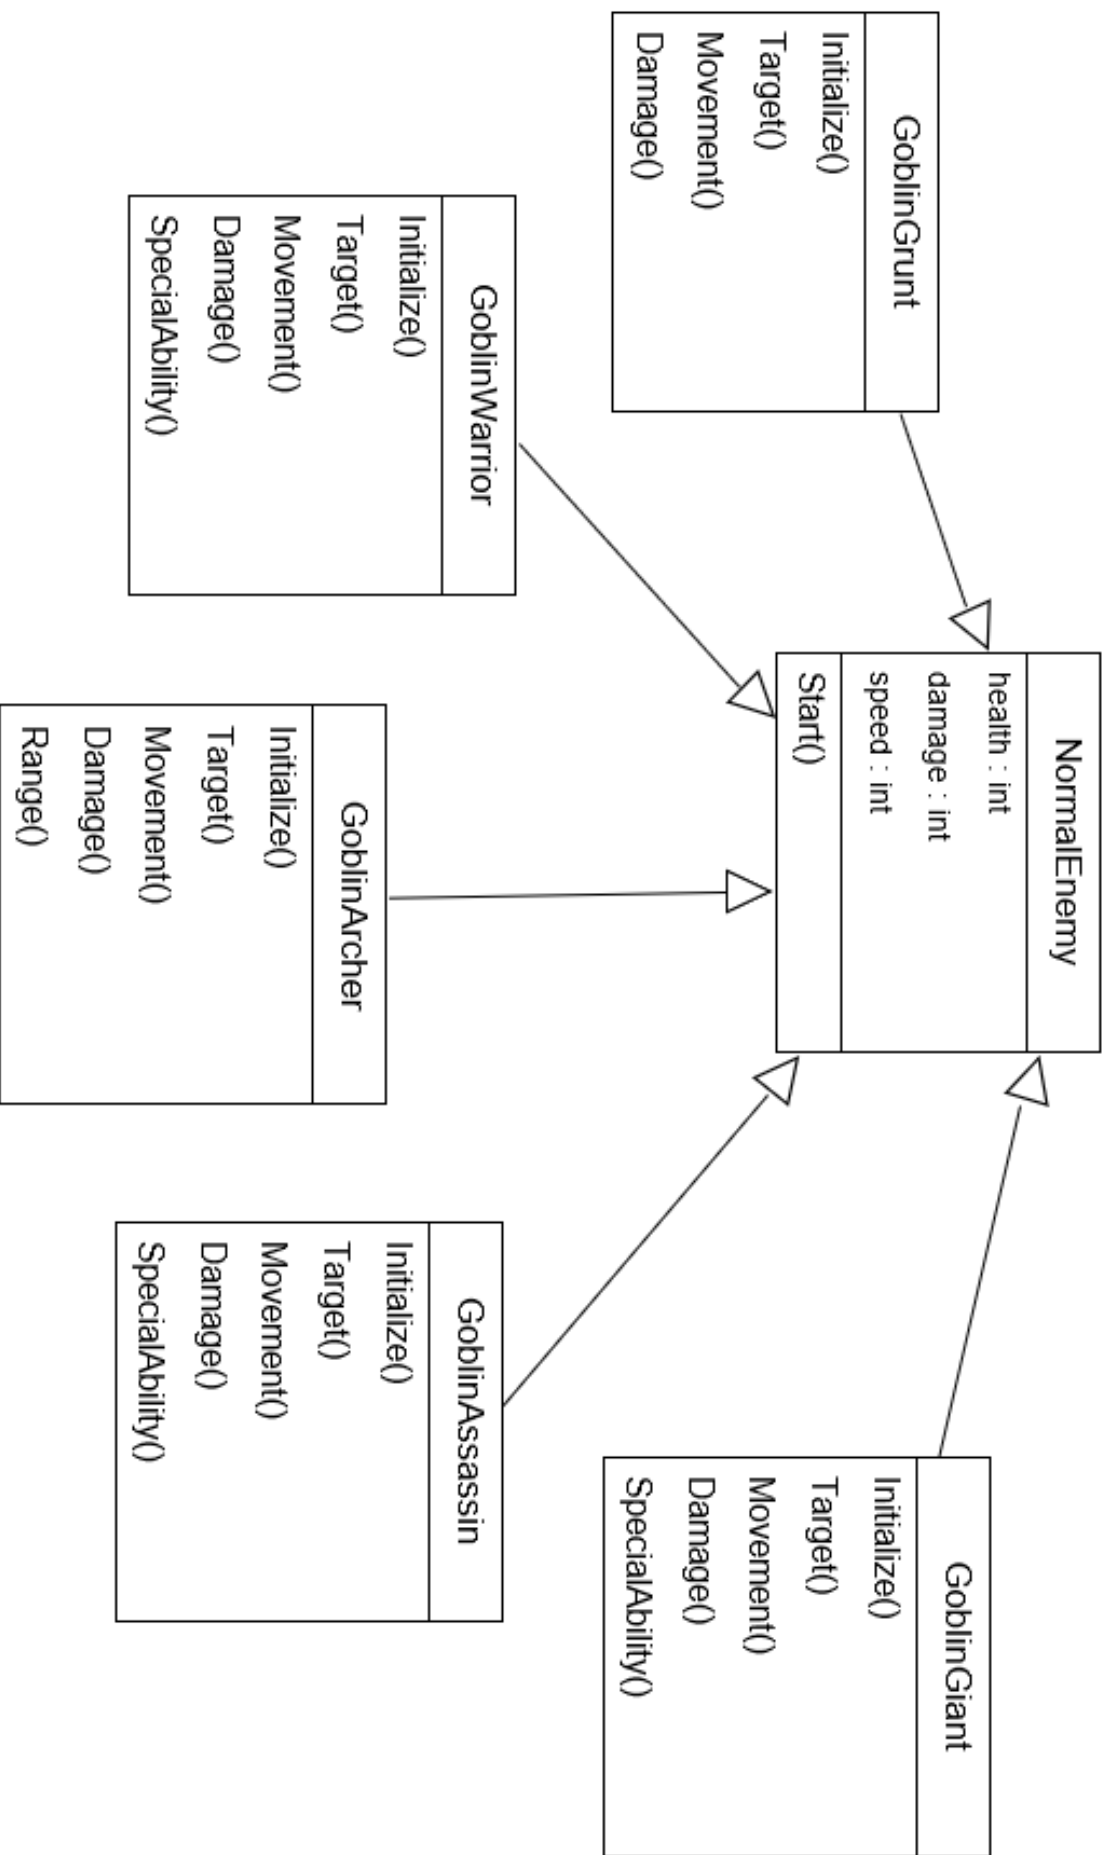 NormalEnemy
health : int
damage : int
speed : int
Start()
GoblinGrunt
Initialize()
Target()
Movement()
Damage()
GoblinWarrior
Initialize()
Target()
Movement()
Damage()
SpecialAbility()
GoblinArcher
Initialize()
Target()
Movement()
Damage()
Range()
GoblinAssassin
Initialize()
Target()
Movement()
Damage()
SpecialAbility()
GoblinGiant
Initialize()
Target()
Movement()
Damage()
SpecialAbility()